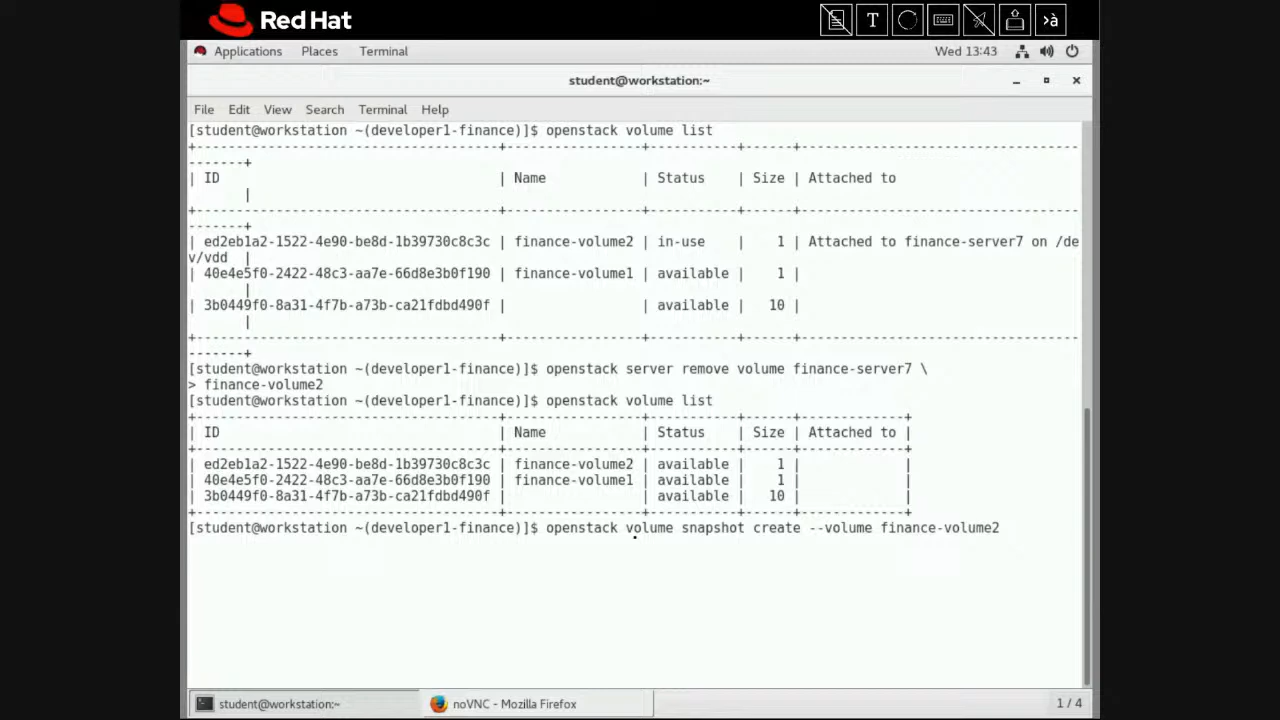 Red Hat
T
>à
Applications Places Terminal Wed 13:43
student@workstation:~
File Edit View Search Terminal Help
[student@workstation ~(developer1-finance)]$ openstack volume list
+--------------------------------------+-----------------+-----------+------+-----------------------------------
-------+
| ID                                   | Name            | Status    | Size | Attached to
       |
+--------------------------------------+-----------------+-----------+------+-----------------------------------
-------+
| ed2eb1a2-1522-4e90-be8d-1b39730c8c3c | finance-volume2 | in-use    |    1 | Attached to finance-server7 on /de
v/vdd  |
| 40e4e5f0-2422-48c3-aa7e-66d8e3b0f190 | finance-volume1 | available |    1 |
       |
| 3b0449f0-8a31-4f7b-a73b-ca21fdbd490f |                 | available |   10 |
       |
+--------------------------------------+-----------------+-----------+------+-----------------------------------
-------+
[student@workstation ~(developer1-finance)]$ openstack server remove volume finance-server7 \
> finance-volume2
[student@workstation ~(developer1-finance)]$ openstack volume list
+--------------------------------------+-----------------+-----------+------+-------------+
| ID                                   | Name            | Status    | Size | Attached to |
+--------------------------------------+-----------------+-----------+------+-------------+
| ed2eb1a2-1522-4e90-be8d-1b39730c8c3c | finance-volume2 | available |    1 |             |
| 40e4e5f0-2422-48c3-aa7e-66d8e3b0f190 | finance-volume1 | available |    1 |             |
| 3b0449f0-8a31-4f7b-a73b-ca21fdbd490f |                 | available |   10 |             |
+--------------------------------------+-----------------+-----------+------+-------------+
[student@workstation ~(developer1-finance)]$ openstack volume snapshot create --volume finance-volume2
student@workstation:~ noVNC - Mozilla Firefox 1 / 4